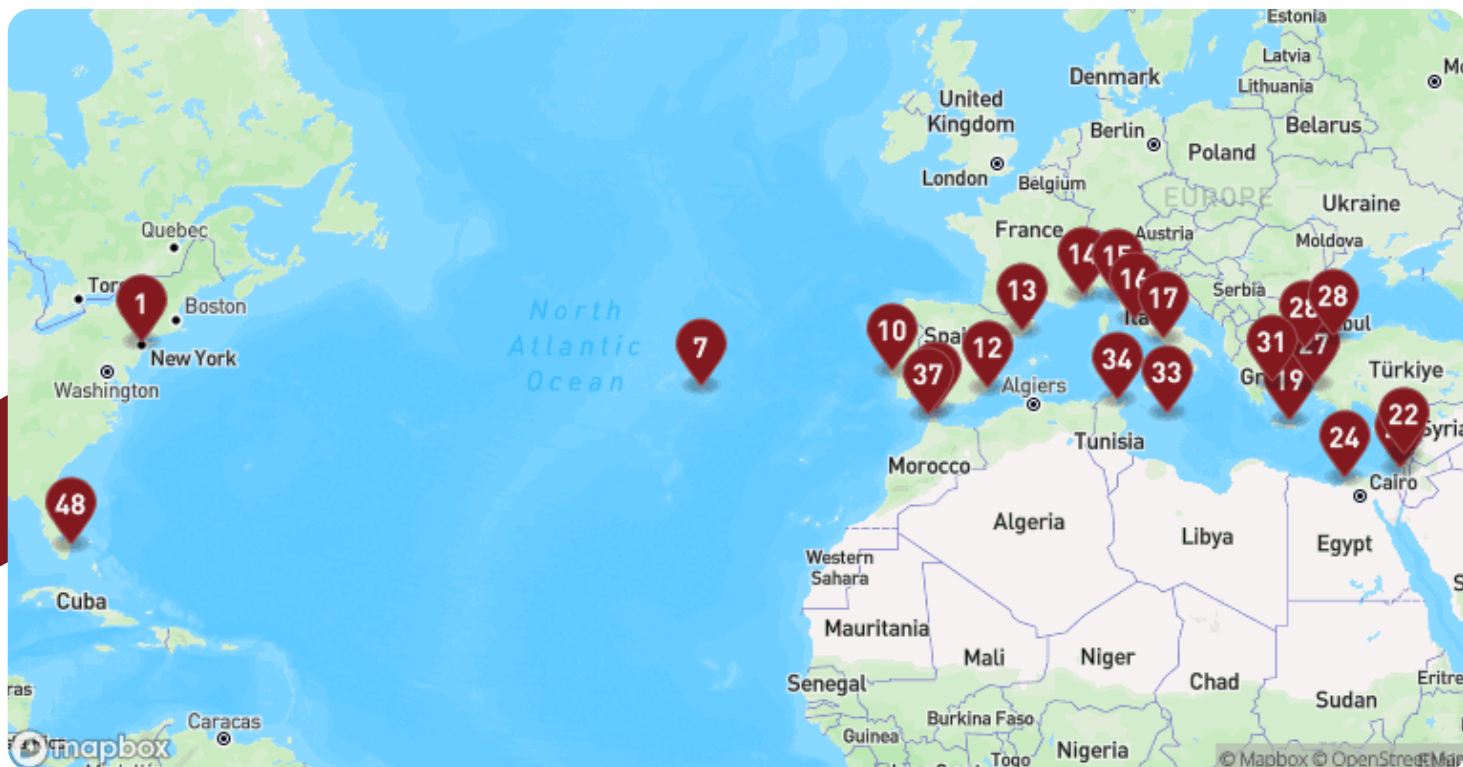 Estonia
Latvia
Lithuania
Denmark
United
Kingdom
Belarus
Berlin
Poland
London
Belgium
EUROPE
Ukraine
Quebec
France
Austria
Moldova
14
15
16
13
17
28
28
Serbia
1
Boston
North
Atlantic
Ocean
10
7
12
31
27
New York
Washington
37
34
33
19
Algiers
Türkiye
Tunisia
22
24
Morocco
Cairo
48
Algeria
Libya
Egypt
Western
Sahara
Cuba
Mauritania
Mali
Niger
Chad
Senegal
Sudan
Caracas
Burkina Faso
Guinea
Togo
Nigeria
mapbox
© Mapbox © OpenStreetMap